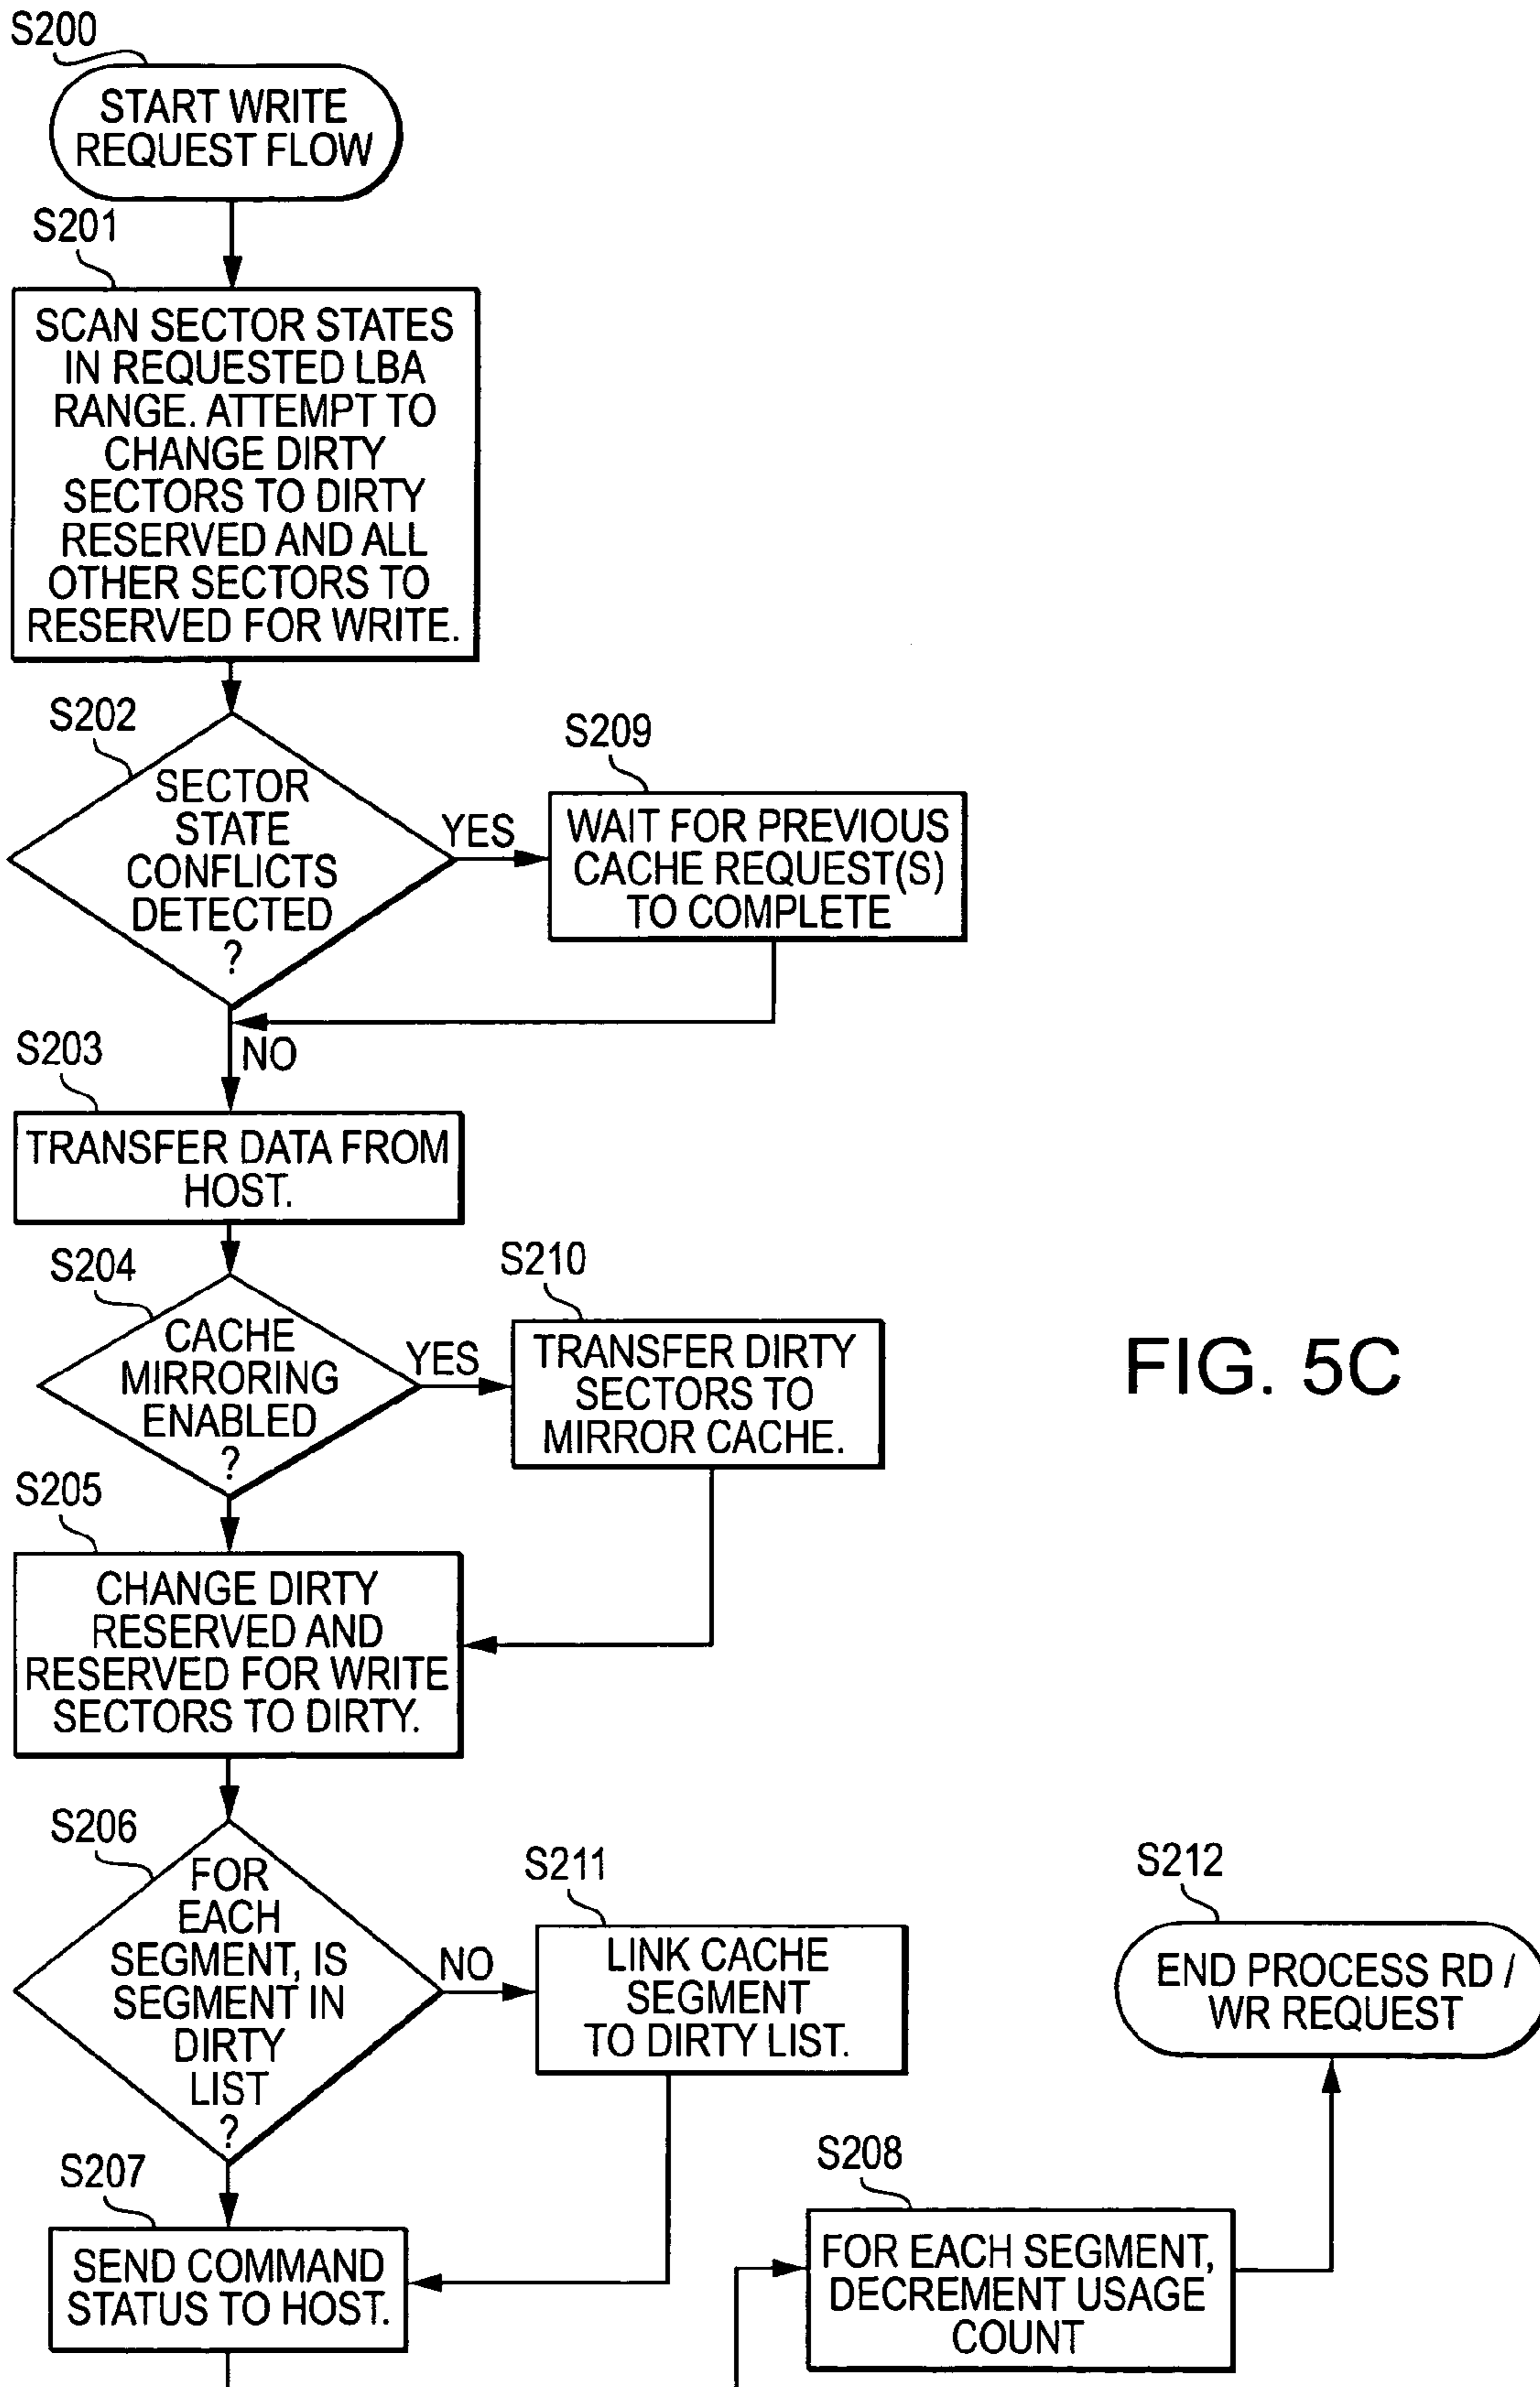 S200
START WRITE
REQUEST FLOW
S201
SCAN SECTOR STATES
IN REQUESTED LBA
RANGE. ATTEMPT TO
CHANGE DIRTY
SECTORS TO DIRTY
RESERVED AND ALL
OTHER SECTORS TO
RESERVED FOR WRITE.
S202
SECTOR
STATE
CONFLICTS
DETECTED
?
YES
S209
WAIT FOR PREVIOUS
CACHE REQUEST(S)
TO COMPLETE
NO
S203
TRANSFER DATA FROM
HOST.
S204
CACHE
MIRRORING
ENABLED
?
YES
S210
TRANSFER DIRTY
SECTORS TO
MIRROR CACHE.
FIG. 5C
S205
CHANGE DIRTY
RESERVED AND
RESERVED FOR WRITE
SECTORS TO DIRTY.
S206
FOR
EACH
SEGMENT, IS
SEGMENT IN
DIRTY
LIST
?
NO
S211
LINK CACHE
SEGMENT
TO DIRTY LIST.
S212
END PROCESS RD /
WR REQUEST
S207
SEND COMMAND
STATUS TO HOST.
S208
FOR EACH SEGMENT,
DECREMENT USAGE
COUNT